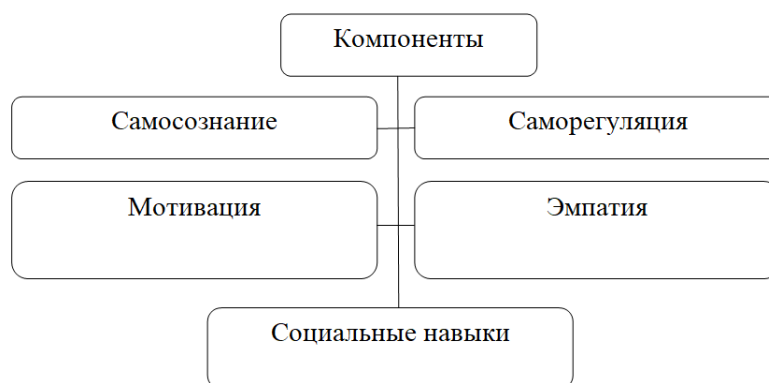 Компоненты
Самосознание
Саморегуляция
Мотивация
Эмпатия
Социальные навыки